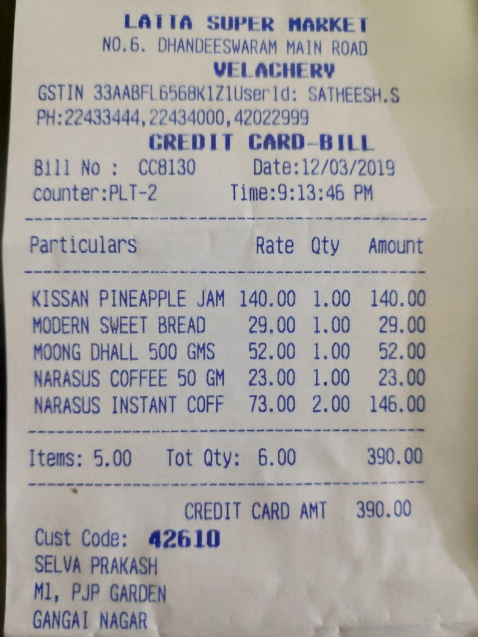 LATTA SUPER MARKET
NO.6. DHANDEESWARAM MAIN ROAD
VELACHERY
GSTIN 33AABFL6568K1Z1UserId: SATHEESH.S
PH:22433444,22434000,42022999
CREDIT CARD-BILL
Bill No : CC8130 Date:12/03/2019
counter:PLT-2 Time:9:13:46 PM
Particulars Rate Qty Amount
KISSAN PINEAPPLE JAM 140.00 1.00 140.00
MODERN SWEET BREAD 29.00 1.00 29.00
MOONG DHALL 500 GMS 52.00 1.00 52.00
NARASUS COFFEE 50 GM 23.00 1.00 23.00
NARASUS INSTANT COFF 73.00 2.00 146.00
Items: 5.00 Tot Qty: 6.00 390.00
CREDIT CARD AMT 390.00
Cust Code: 42610
SELVA PRAKASH
M1, PJP GARDEN
GANGAI NAGAR